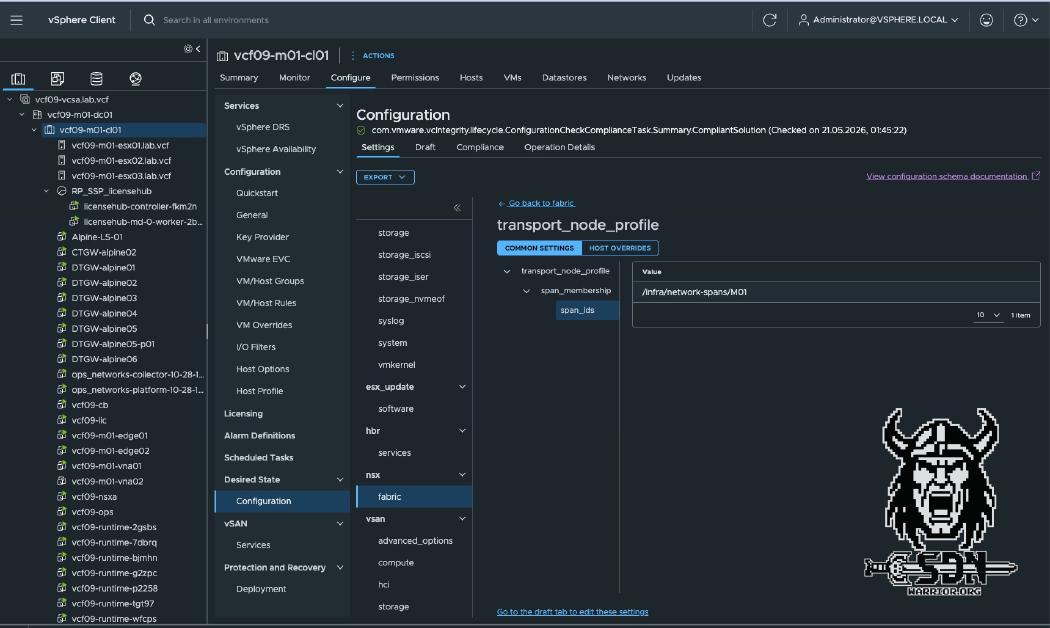 vSphere Client
Search in all environments
Administrator@VSPHERE.LOCAL
vcf09-vcsa.lab.vcf
vcf09-m01-dc01
vcf09-m01-cl01
vcf09-m01-esx01.lab.vcf
vcf09-m01-esx02.lab.vcf
vcf09-m01-esx03.lab.vcf
RP_SSP_licensehub
licensehub-controller-fkm2n
licensehub-md-0-worker-2b...
Alpine-LS-01
CTGW-alpine02
DTGW-alpine01
DTGW-alpine02
DTGW-alpine03
DTGW-alpine04
DTGW-alpine05
DTGW-alpine05-p01
DTGW-alpine06
ops_networks-collector-10-28-1...
ops_networks-platform-10-28-1...
vcf09-cb
vcf09-lic
vcf09-m01-edge01
vcf09-m01-edge02
vcf09-m01-vna01
vcf09-m01-vna02
vcf09-nsxa
vcf09-ops
vcf09-runtime-2gsbs
vcf09-runtime-7dbrq
vcf09-runtime-bjmhn
vcf09-runtime-g2zpc
vcf09-runtime-p2258
vcf09-runtime-tgt97
vcf09-runtime-wfcps
vcf09-m01-cl01
ACTIONS
Summary Monitor Configure Permissions Hosts VMs Datastores Networks Updates
Services
vSphere DRS
vSphere Availability
Configuration
Quickstart
General
Key Provider
VMware EVC
VM/Host Groups
VM/Host Rules
VM Overrides
I/O Filters
Host Options
Host Profile
Licensing
Alarm Definitions
Scheduled Tasks
Desired State
Configuration
vSAN
Services
Protection and Recovery
Deployment
Configuration
com.vmware.vcIntegrity.lifecycle.ConfigurationCheckComplianceTask.Summary.CompliantSolution (Checked on 21.05.2026, 01:45:22)
Settings Draft Compliance Operation Details
EXPORT
View configuration schema documentation
storage
storage_iscsi
storage_iser
storage_nvmeof
syslog
system
vmkernel
esx_update
software
hbr
services
nsx
fabric
vsan
advanced_options
compute
hci
storage
← Go back to fabric
transport_node_profile
COMMON SETTINGS HOST OVERRIDES
transport_node_profile
span_membership
span_ids
Value
/infra/network-spans/M01
10 1 item
Go to the draft tab to edit these settings
SDN
WARRIOR.ORG